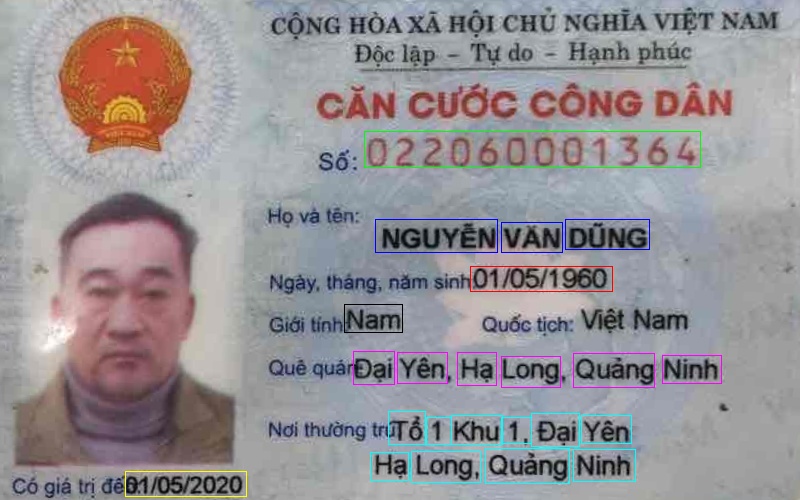 CỘNG HÒA XÃ HỘI CHỦ NGHĨA VIỆT NAM
Độc lập - Tự do - Hạnh phúc
CĂN CƯỚC CÔNG DÂN
Số: 022060001364
Họ và tên:
NGUYỄN VĂN DŨNG
Ngày, tháng, năm sinh 01/05/1960
Giới tính Nam Quốc tịch: Việt Nam
Quê quán Đại Yên, Hạ Long, Quảng Ninh
Nơi thường trú Tổ 1 Khu 1, Đại Yên
Hạ Long, Quảng Ninh
Có giá trị đến 01/05/2020